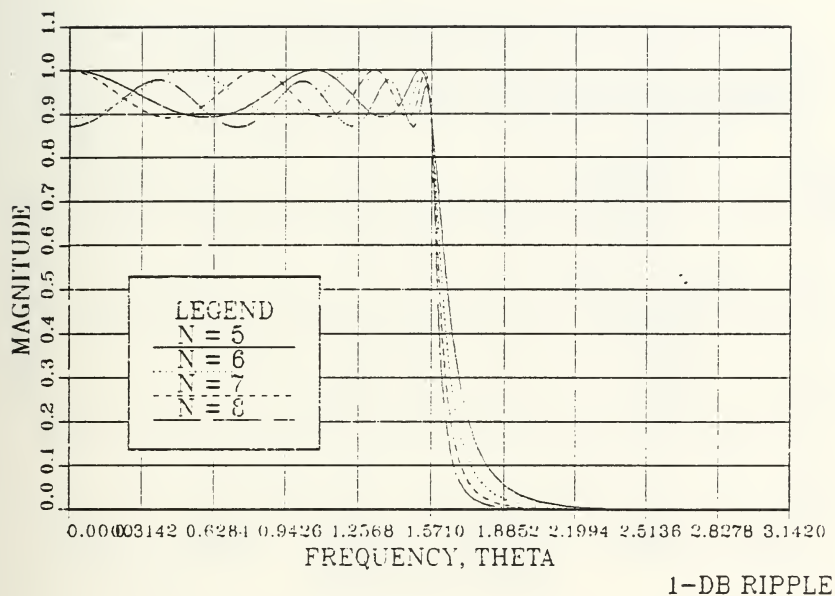 MAGNITUDE
1.1
1.0
0.9
0.8
0.7
0.6
0.5
0.4
0.3
0.2
0.1
0.0
LEGEND
N = 5
N = 6
N = 7
N = 8
0.0000 0.3142 0.6284 0.9426 1.2568 1.5710 1.8852 2.1994 2.5136 2.8278 3.1420
FREQUENCY, THETA
1-DB RIPPLE